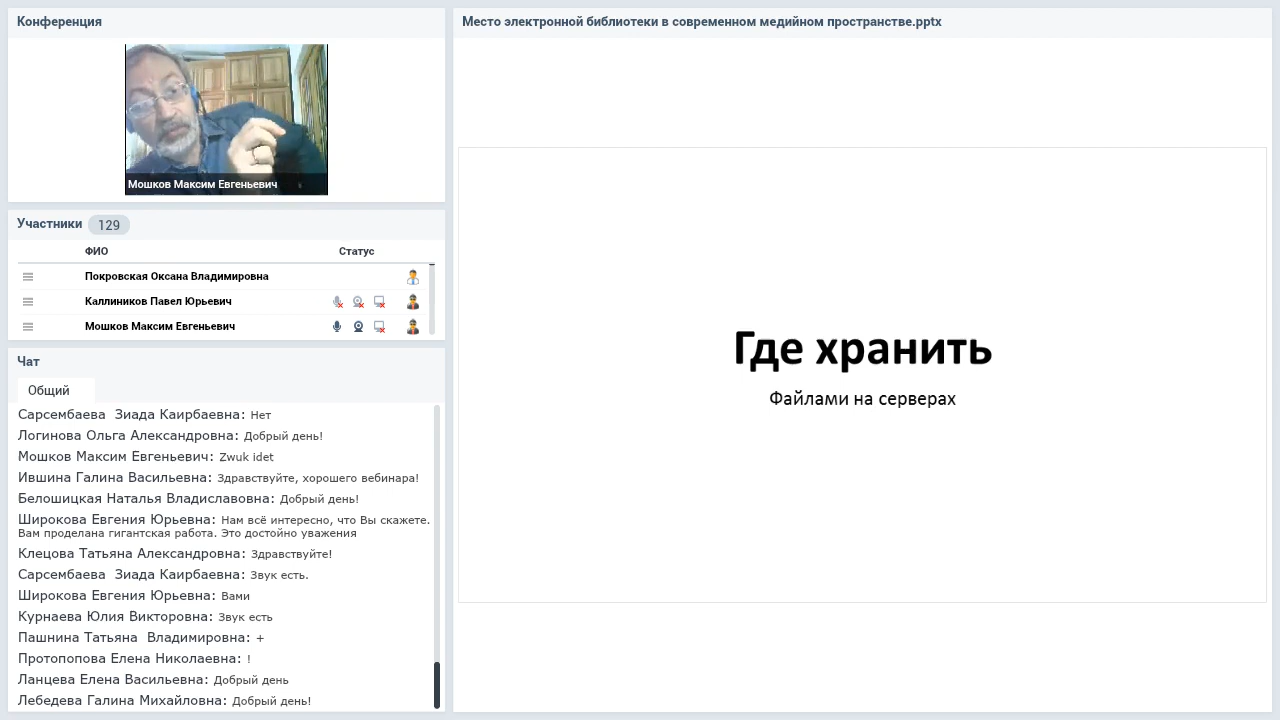 Конференция
Мошков Максим Евгеньевич
Участники 129
ФИО Статус
Покровская Оксана Владимировна
Каллиников Павел Юрьевич
Мошков Максим Евгеньевич
Чат
Общий
Сарсембаева Зиада Каирбаевна: Нет
Логинова Ольга Александровна: Добрый день!
Мошков Максим Евгеньевич: Zwuk idet
Ившина Галина Васильевна: Здравствуйте, хорошего вебинара!
Белошицкая Наталья Владиславовна: Добрый день!
Широкова Евгения Юрьевна: Нам всё интересно, что Вы скажете.
Вам проделана гигантская работа. Это достойно уважения
Клецова Татьяна Александровна: Здравствуйте!
Сарсембаева Зиада Каирбаевна: Звук есть.
Широкова Евгения Юрьевна: Вами
Курнаева Юлия Викторовна: Звук есть
Пашнина Татьяна Владимировна: +
Протопопова Елена Николаевна: !
Ланцева Елена Васильевна: Добрый день
Лебедева Галина Михайловна: Добрый день!
Место электронной библиотеки в современном медийном пространстве.pptx
Где хранить
Файлами на серверах